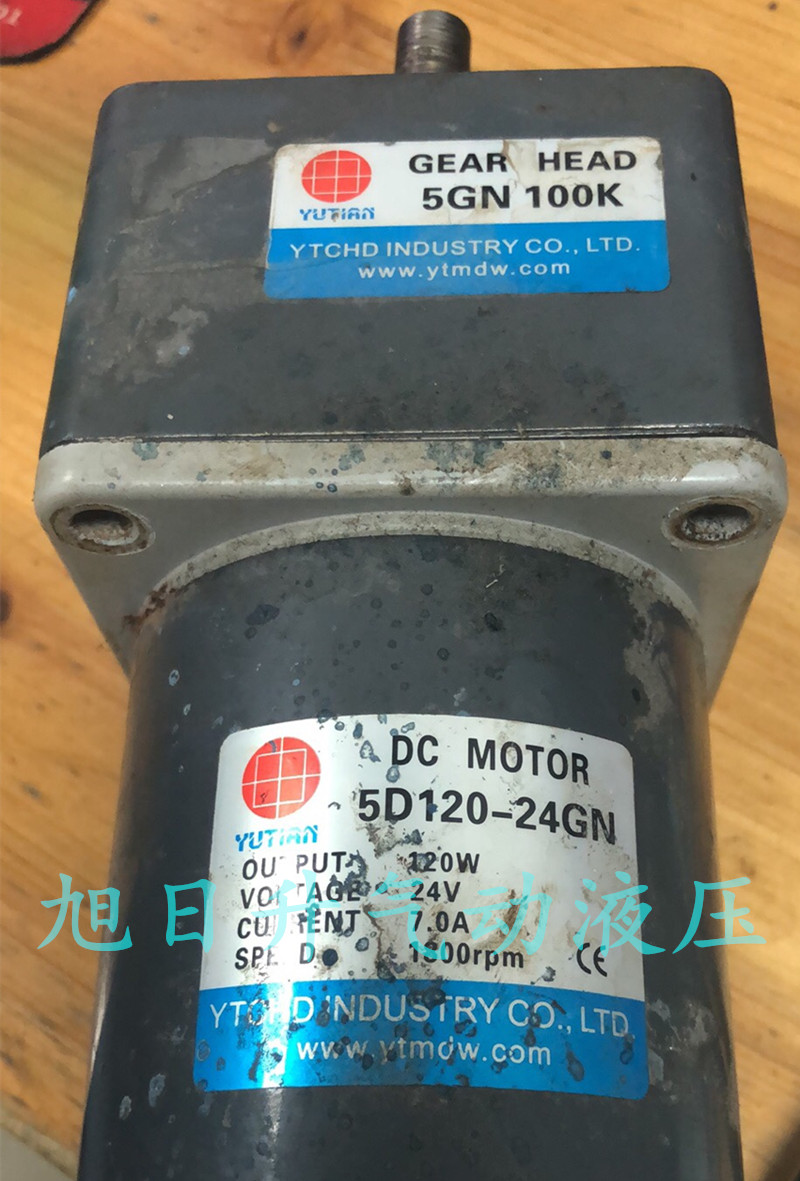 GEAR HEAD
5GN 100K
YUTIAN
YTCHD INDUSTRY CO., LTD.
www.ytmdw.com
DC MOTOR
5D120-24GN
YUTIAN
OUTPUT 120W
VOLTAGE 24V
CURRENT 7.0A
SPEED 1800rpm
CE
旭日升气动液压
YTCHD INDUSTRY CO., LTD.
www.ytmdw.com